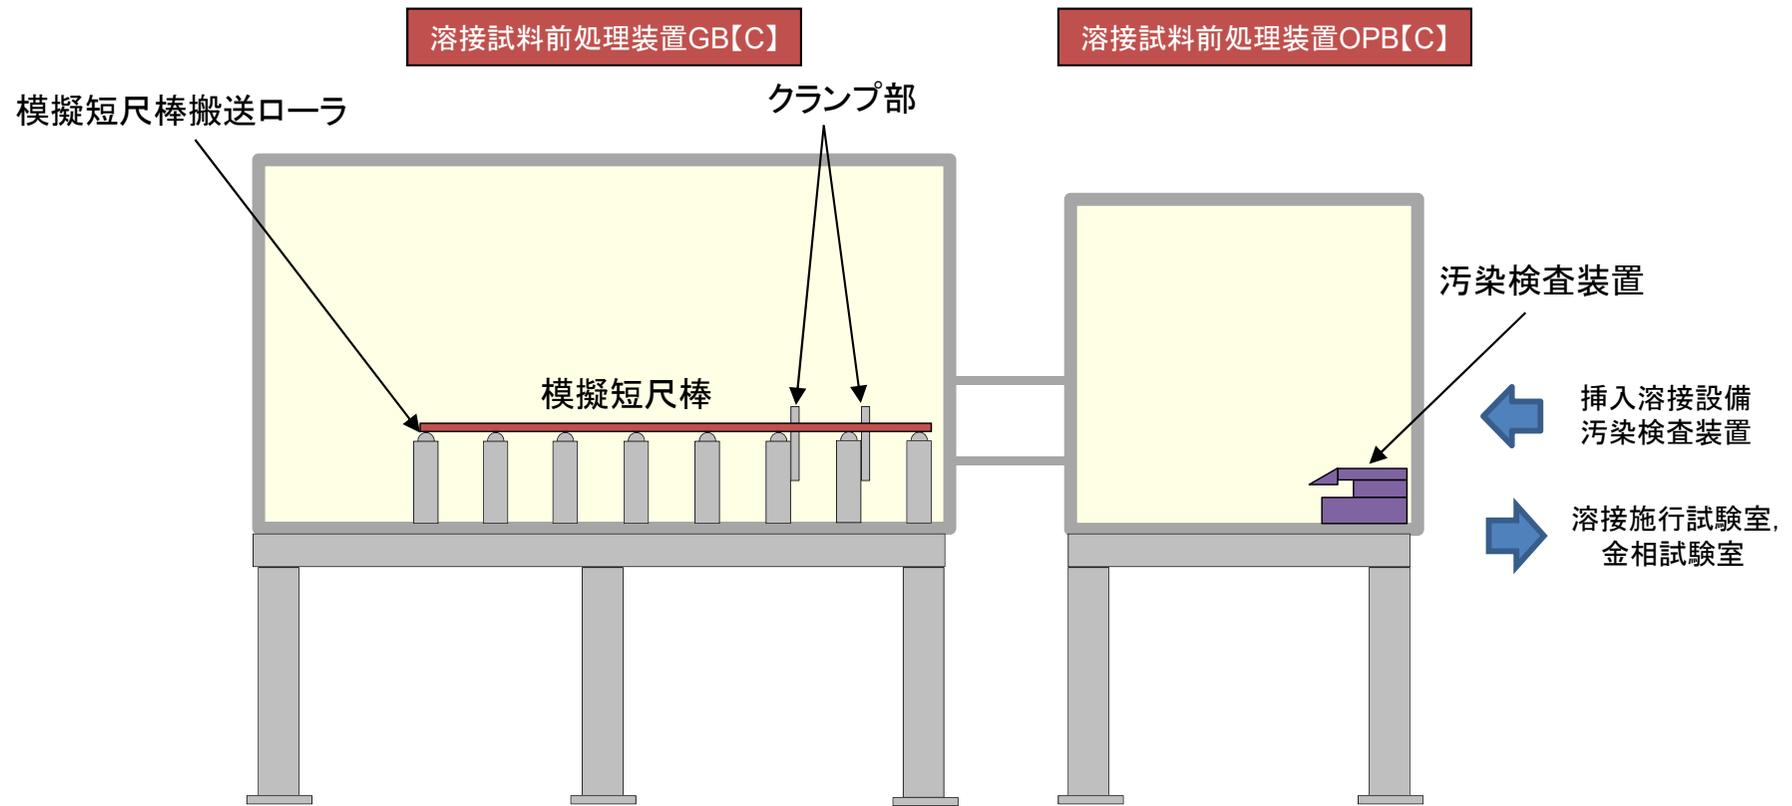 溶接試料前処理装置GB【C】
溶接試料前処理装置OPB【C】
模擬短尺棒搬送ローラ
クランプ部
汚染検査装置
模擬短尺棒
挿入溶接設備
汚染検査装置
溶接施行試験室,
金相試験室